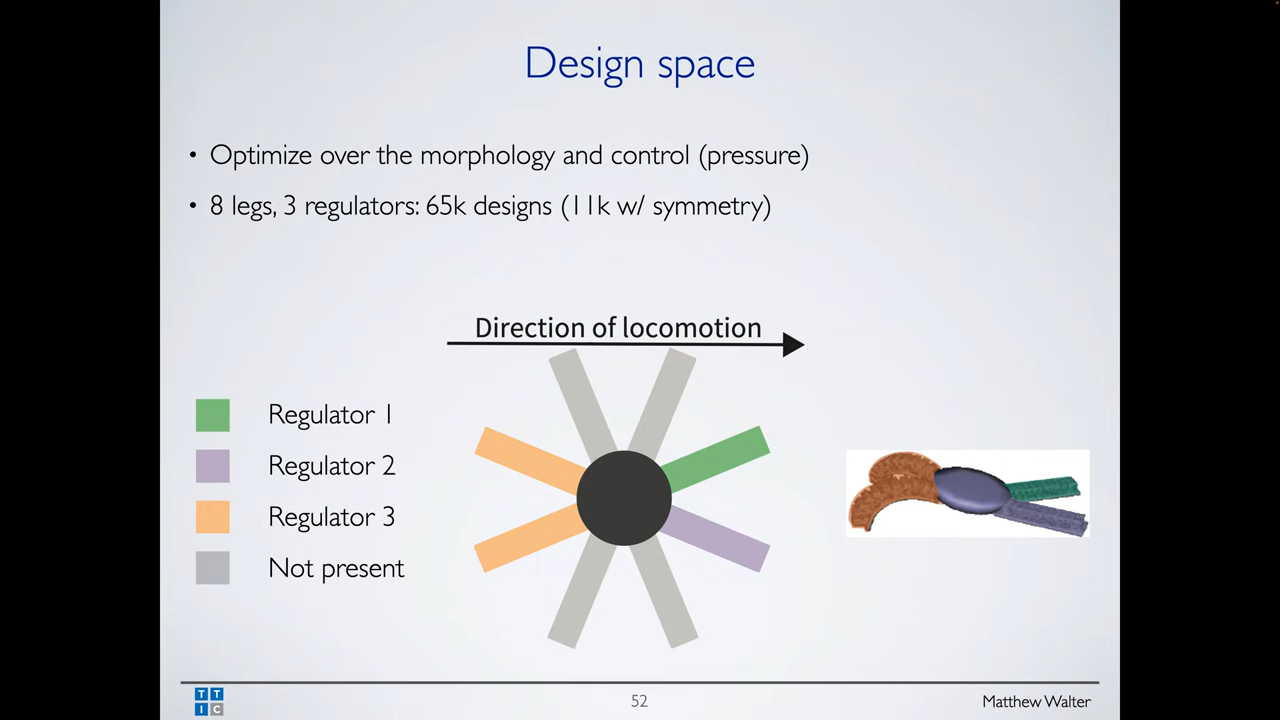 Design space
• Optimize over the morphology and control (pressure)
• 8 legs, 3 regulators: 65k designs (11k w/ symmetry)
Direction of locomotion
Regulator 1
Regulator 2
Regulator 3
Not present
T T
I C
52
Matthew Walter